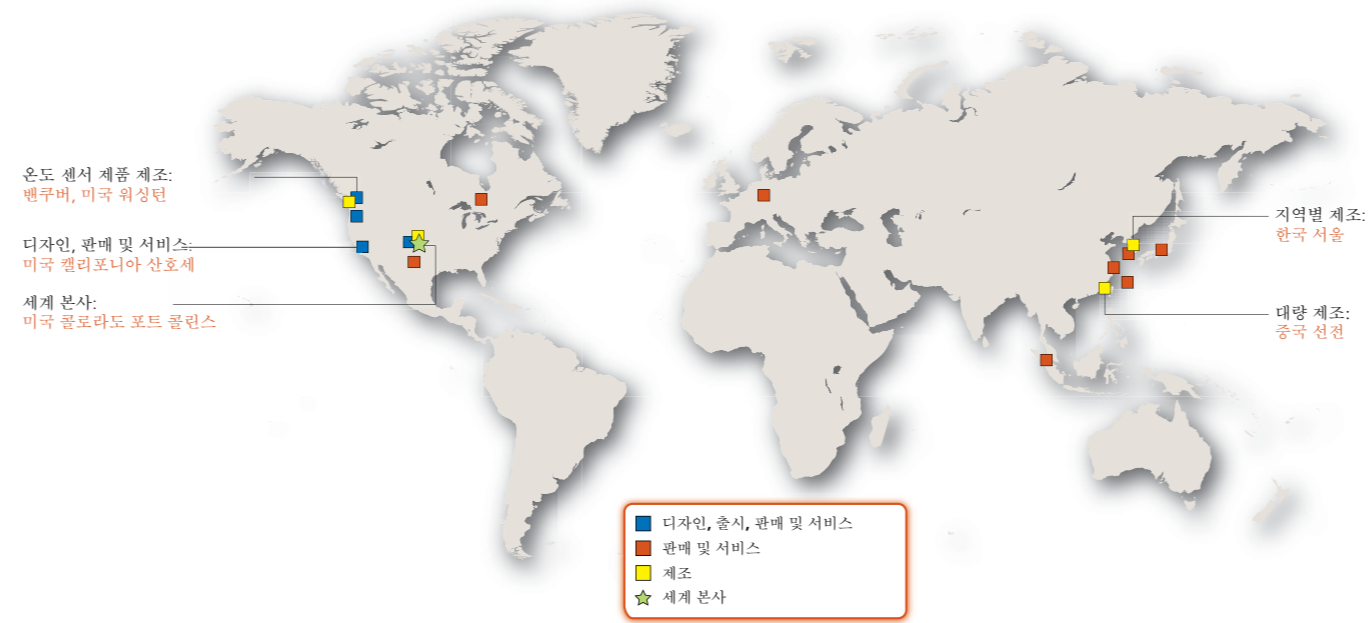 온도 센서 제품 제조:
밴쿠버, 미국 워싱턴
디자인, 판매 및 서비스:
미국 캘리포니아 산호세
세계 본사:
미국 콜로라도 포트 콜린스
지역별 제조:
한국 서울
대량 제조:
중국 선전
디자인, 출시, 판매 및 서비스
판매 및 서비스
제조
세계 본사